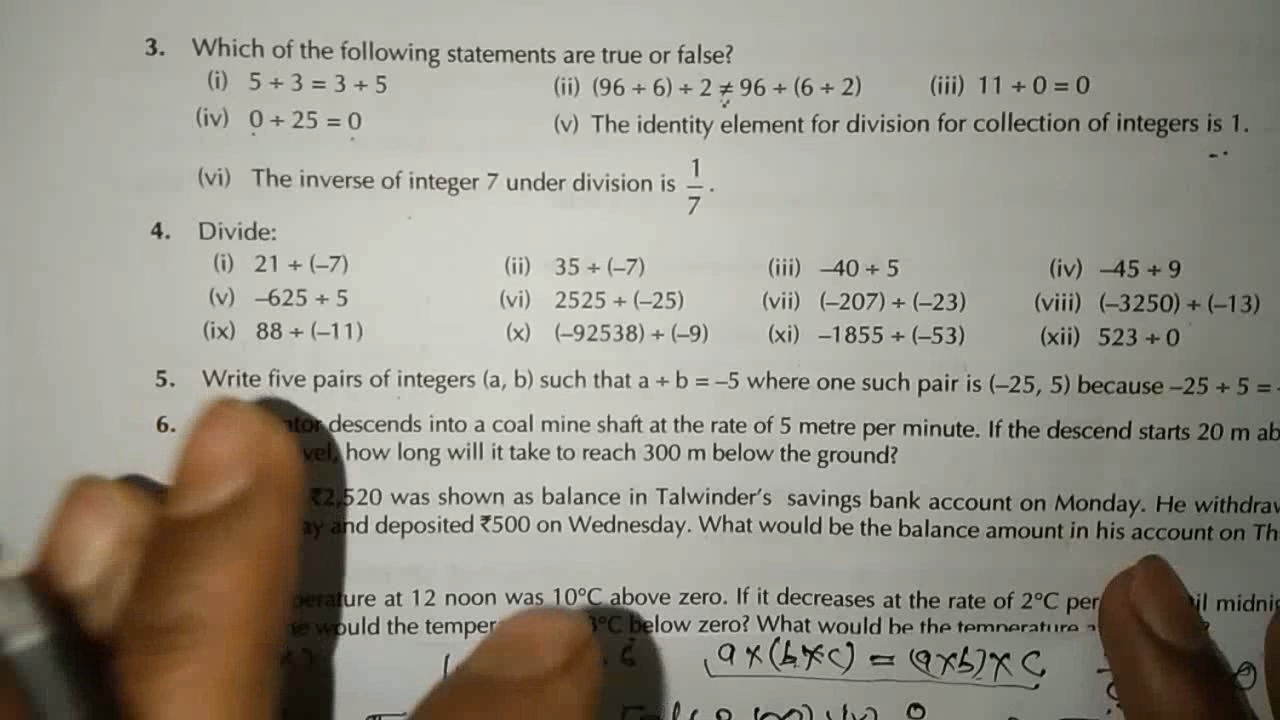 3. Which of the following statements are true or false?
(i) 5 ÷ 3 = 3 ÷ 5 (ii) (96 ÷ 6) ÷ 2 ≠ 96 ÷ (6 ÷ 2) (iii) 11 ÷ 0 = 0
(iv) 0 ÷ 25 = 0 (v) The identity element for division for collection of integers is 1.
(vi) The inverse of integer 7 under division is 1/7.
4. Divide:
(i) 21 ÷ (–7) (ii) 35 ÷ (–7) (iii) –40 ÷ 5 (iv) –45 ÷ 9
(v) –625 ÷ 5 (vi) 2525 ÷ (–25) (vii) (–207) ÷ (–23) (viii) (–3250) ÷ (–13)
(ix) 88 ÷ (–11) (x) (–92538) ÷ (–9) (xi) –1855 ÷ (–53) (xii) 523 ÷ 0
5. Write five pairs of integers (a, b) such that a ÷ b = –5 where one such pair is (–25, 5) because –25 ÷ 5 =
6. descends into a coal mine shaft at the rate of 5 metre per minute. If the descend starts 20 m
how long will it take to reach 300 m below the ground?
₹2,520 was shown as balance in Talwinder's savings bank account on Monday. He
and deposited ₹500 on Wednesday. What would be the balance amount in his account on
at 12 noon was 10°C above zero. If it decreases at the rate of 2°C
would the below zero? What would be the temperature
a×(b×c) = (a×b)×c